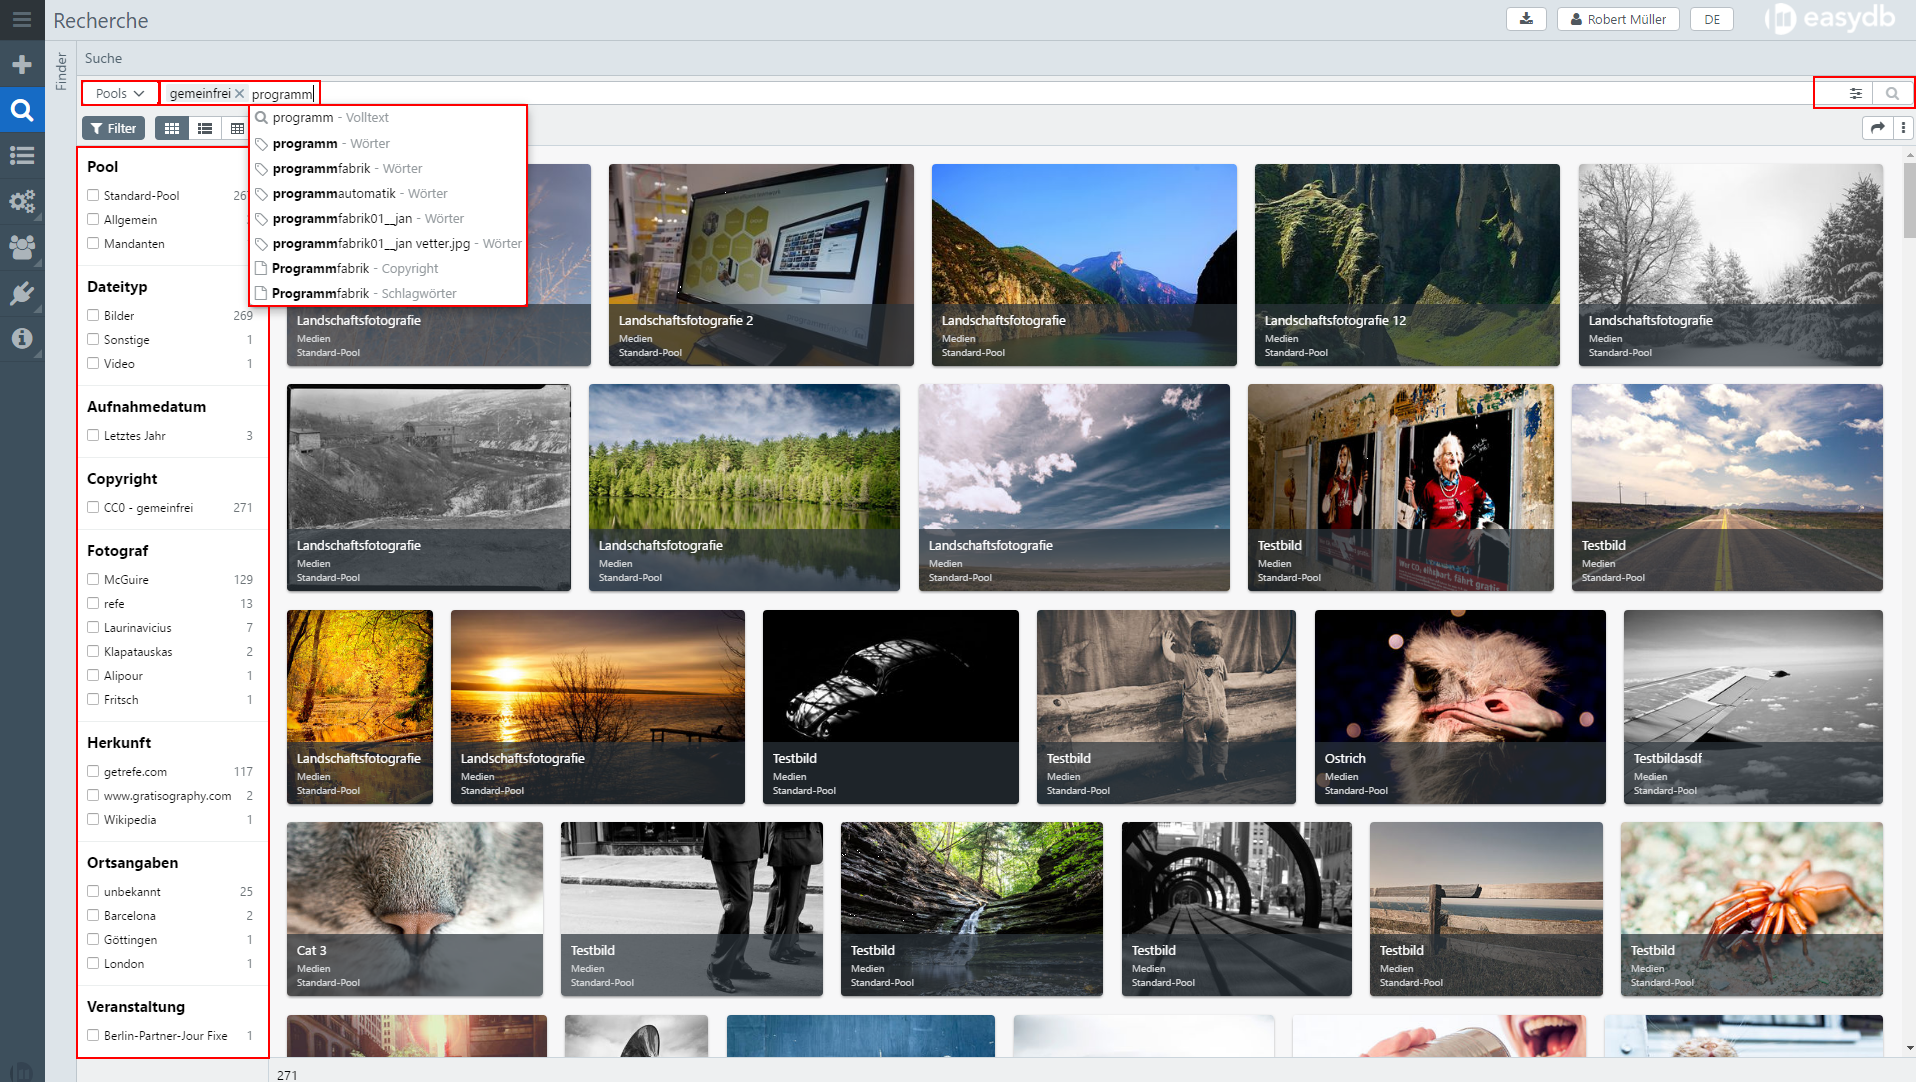 Recherche
Robert Müller
DE
easydb
Finder
Suche
Pools
gemeinfrei
programm
Filter
programm - Volltext
programm - Wörter
programmfabrik - Wörter
programmautomatik - Wörter
programmfabrik01__jan - Wörter
programmfabrik01__jan vetter.jpg - Wörter
Programmfabrik - Copyright
Programmfabrik - Schlagwörter
Pool
Standard-Pool
Allgemein
Mandanten
Dateityp
Bilder 269
Sonstige 1
Video 1
Aufnahmedatum
Letztes Jahr 3
Copyright
CC0 - gemeinfrei 271
Fotograf
McGuire 129
refe 13
Laurinavicius 7
Klapatauskas 2
Alipour 1
Fritsch 1
Herkunft
getrefe.com 117
www.gratisography.com 2
Wikipedia 1
Ortsangaben
unbekannt 25
Barcelona 2
Göttingen 1
London 1
Veranstaltung
Berlin-Partner-Jour Fixe 1
Landschaftsfotografie
Medien
Standard-Pool
Landschaftsfotografie 2
Medien
Standard-Pool
Landschaftsfotografie
Medien
Standard-Pool
Landschaftsfotografie 12
Medien
Standard-Pool
Landschaftsfotografie
Medien
Standard-Pool
Landschaftsfotografie
Medien
Standard-Pool
Landschaftsfotografie
Medien
Standard-Pool
Landschaftsfotografie
Medien
Standard-Pool
Testbild
Medien
Standard-Pool
Testbild
Medien
Standard-Pool
Landschaftsfotografie
Medien
Standard-Pool
Landschaftsfotografie
Medien
Standard-Pool
Testbild
Medien
Standard-Pool
Testbild
Medien
Standard-Pool
Ostrich
Medien
Standard-Pool
Testbildasdf
Medien
Standard-Pool
Cat 3
Medien
Standard-Pool
Testbild
Medien
Standard-Pool
Testbild
Medien
Standard-Pool
Testbild
Medien
Standard-Pool
Testbild
Medien
Standard-Pool
Testbild
Medien
Standard-Pool
271